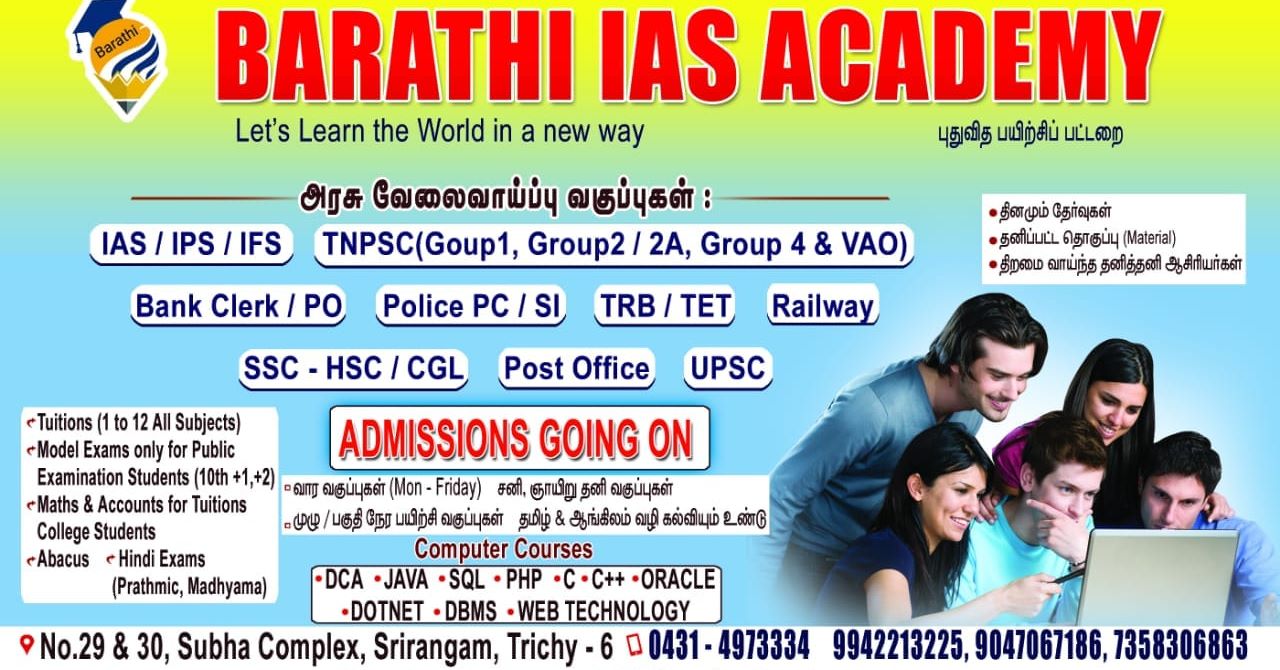 Barathi
BARATHI IAS ACADEMY
Let's Learn the World in a new way
புதுவித பயிற்சிப் பட்டறை
அரசு வேலைவாய்ப்பு வகுப்புகள் :
IAS / IPS / IFS
TNPSC(Goup1, Group2 / 2A, Group 4 & VAO)
Bank Clerk / PO
Police PC / SI
TRB / TET
Railway
SSC - HSC / CGL
Post Office
UPSC
தினமும் தேர்வுகள்
தனிப்பட்ட தொகுப்பு (Material)
திறமை வாய்ந்த தனித்தனி ஆசிரியர்கள்
Tuitions (1 to 12 All Subjects)
Model Exams only for Public
Examination Students (10th +1,+2)
Maths & Accounts for Tuitions
College Students
Abacus Hindi Exams
(Prathmic, Madhyama)
ADMISSIONS GOING ON
வார வகுப்புகள் (Mon - Friday) சனி, ஞாயிறு தனி வகுப்புகள்
முழு / பகுதி நேர பயிற்சி வகுப்புகள் தமிழ் & ஆங்கிலம் வழி கல்வியும் உண்டு
Computer Courses
•DCA •JAVA •SQL •PHP •C •C++ •ORACLE
•DOTNET •DBMS •WEB TECHNOLOGY
No.29 & 30, Subha Complex, Srirangam, Trichy - 6 0431 - 4973334 9942213225, 9047067186, 7358306863